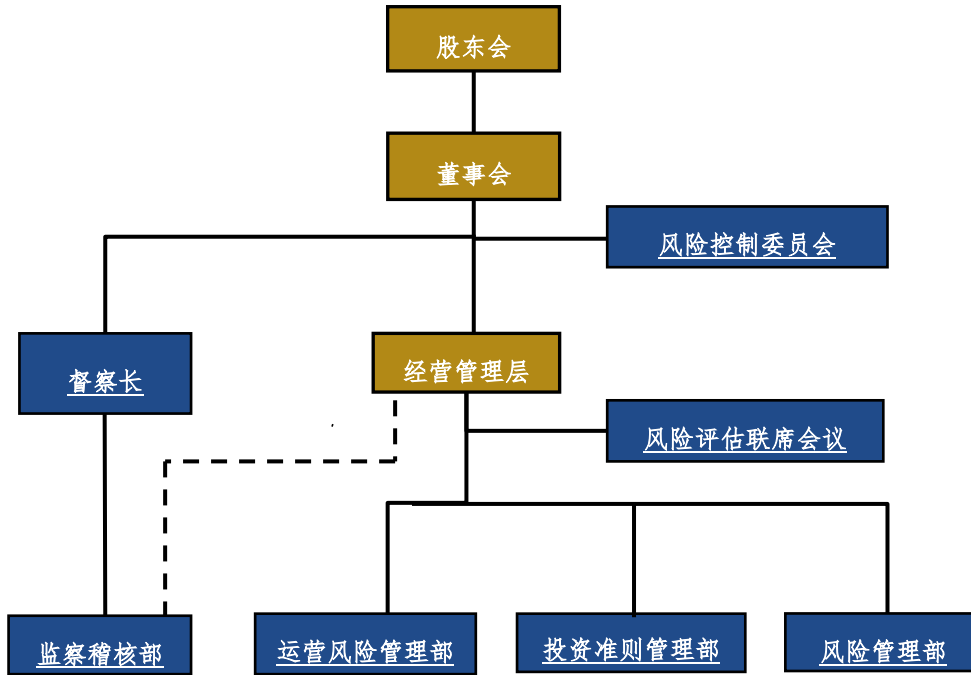 股东会
董事会
风险控制委员会
督察长
经营管理层
风险评估联席会议
监察稽核部
运营风险管理部
投资准则管理部
风险管理部